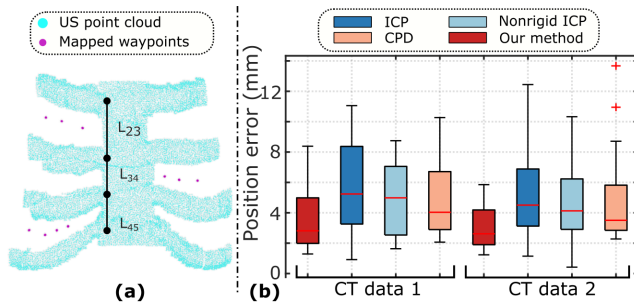 US point cloud
Mapped waypoints
L23
L34
L45
(a)
ICP
CPD
Nonrigid ICP
Our method
Position error (mm)
12
8
4
0
CT data 1
CT data 2
(b)